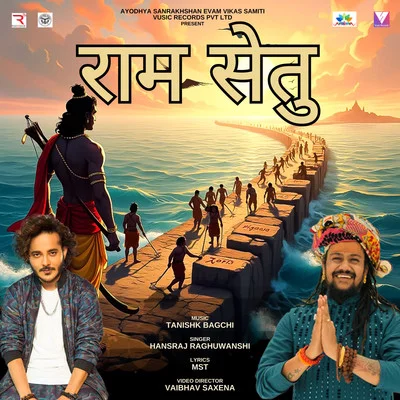 AYODHYA SANRAKHSHAN EVAM VIKAS SAMITI
VUSIC RECORDS PVT LTD
PRESENT
राम सेतु
MUSIC
TANISHK BAGCHI
SINGER
HANSRAJ RAGHUWANSHI
LYRICS
MST
VIDEO DIRECTOR
VAIBHAV SAXENA